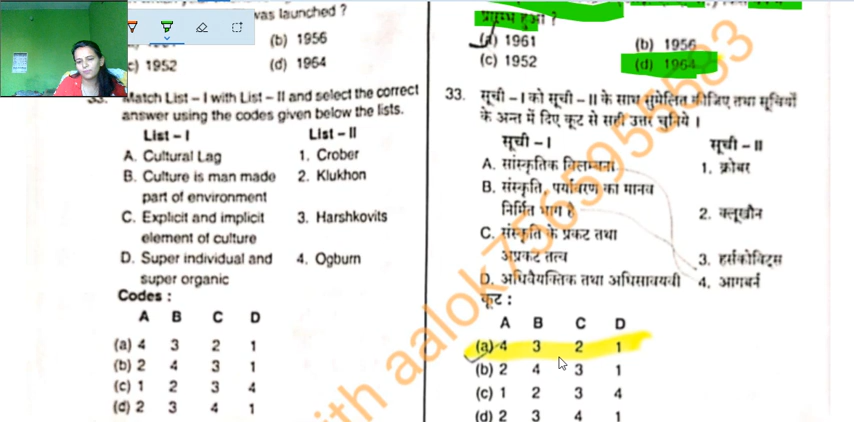 was launched ?
(b) 1956
c) 1952
(d) 1964
Match List – I with List – II and select the correct
answer using the codes given below the lists.
List – I
List – II
A. Cultural Lag
1. Crober
B. Culture is man made
2. Klukhon
part of environment
C. Explicit and implicit
3. Harshkovits
element of culture
D. Super individual and
4. Ogburn
super organic
Codes :
A B C D
(a) 4 3 2 1
(b) 2 4 3 1
(c) 1 2 3 4
(d) 2 3 4 1
प्रारम्भ हुआ ?
(a) 1961
(b) 1956
(c) 1952
(d) 1964
33. सूची – I को सूची – II के साथ सुमेलित कीजिए तथा सूचियों
के अन्त में दिए कूट से सही उत्तर चुनिये ।
सूची – I
सूची – II
A. सांस्कृतिक विलम्बना
1. क्रोबर
B. संस्कृति, पर्यावरण का मानव
निर्मित भाग है
2. क्लूखौन
C. संस्कृति के प्रकट तथा
अप्रकट तत्व
3. हर्सकोविट्स
D. अधिवैयक्तिक तथा अधिसावयवी
4. आगबर्न
कूट :
A B C D
(a) 4 3 2 1
(b) 2 4 3 1
(c) 1 2 3 4
(d) 2 3 4 1
with aalok7565955663